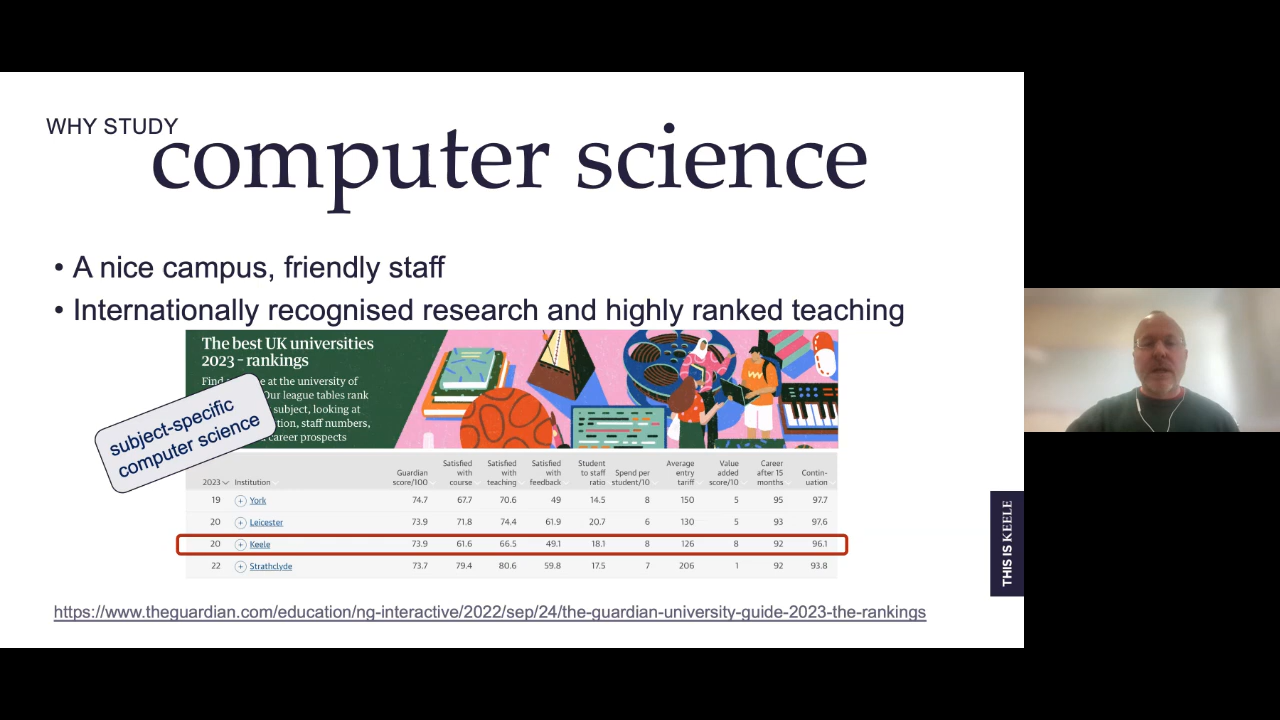 WHY STUDY
computer science
• A nice campus, friendly staff
• Internationally recognised research and highly ranked teaching
The best UK universities
2023 - rankings
Find at the university of
Our league tables rank
subject, looking at
staff numbers,
career prospects
subject-specific
computer science
2023 Institution Guardian score/100 Satisfied with course Satisfied with teaching Satisfied with feedback Student to staff ratio Spend per student/10 Average entry tariff Value added score/10 Career after 15 months Contin-uation
19 York 74.7 67.7 70.6 49 14.5 8 150 5 95 97.7
20 Leicester 73.9 71.8 74.4 61.9 20.7 6 130 5 93 97.6
20 Keele 73.9 61.6 66.5 49.1 18.1 8 126 8 92 96.1
22 Strathclyde 73.7 79.4 80.6 59.8 17.5 7 206 1 92 93.8
https://www.theguardian.com/education/ng-interactive/2022/sep/24/the-guardian-university-guide-2023-the-rankings
THIS IS KEELE